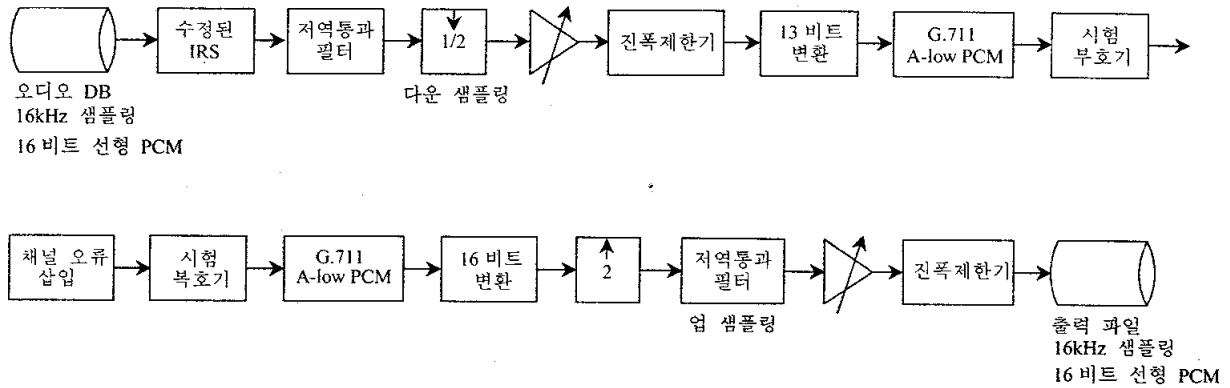 수정된
IRS
저역통과
필터
1/2
진폭제한기
13 비트
변환
G.711
A-low PCM
시험
부호기
오디오 DB
16kHz 샘플링
16 비트 선형 PCM
다운 샘플링
채널 오류
삽입
시험
복호기
G.711
A-low PCM
16 비트
변환
2
저역통과
필터
진폭제한기
업 샘플링
출력 파일
16kHz 샘플링
16 비트 선형 PCM